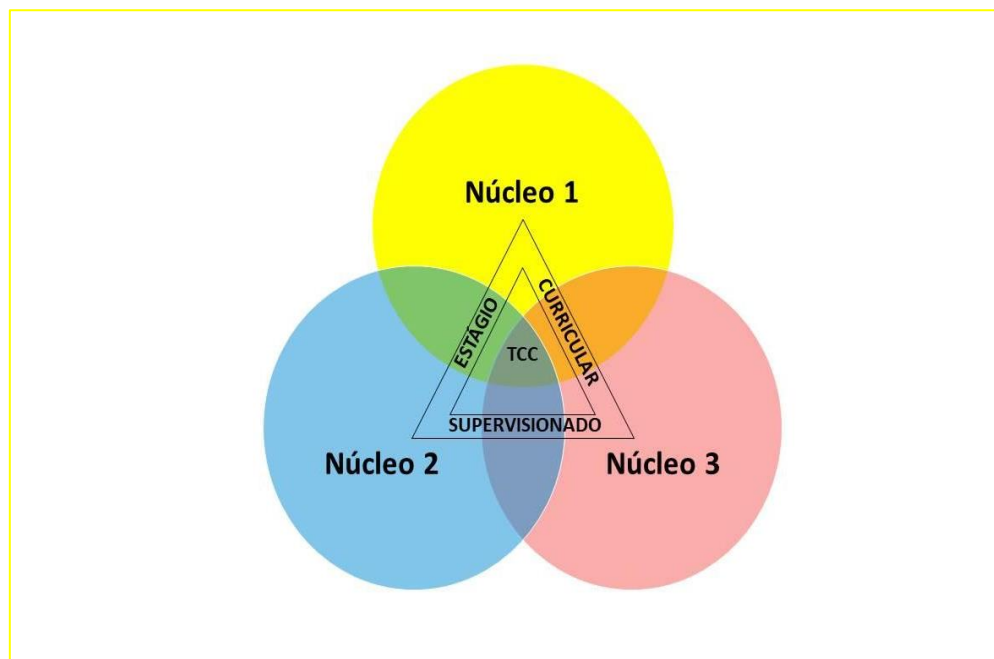 Núcleo 1
ESTÁGIO
CURRICULAR
TCC
SUPERVISIONADO
Núcleo 2
Núcleo 3